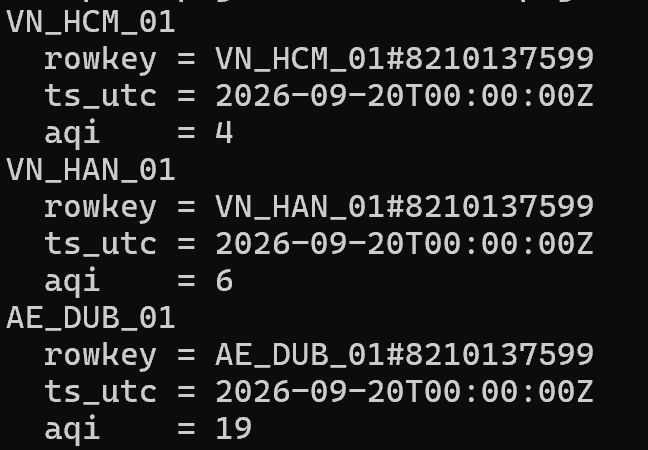 VN_HCM_01
  rowkey = VN_HCM_01#8210137599
  ts_utc = 2026-09-20T00:00:00Z
  aqi    = 4
VN_HAN_01
  rowkey = VN_HAN_01#8210137599
  ts_utc = 2026-09-20T00:00:00Z
  aqi    = 6
AE_DUB_01
  rowkey = AE_DUB_01#8210137599
  ts_utc = 2026-09-20T00:00:00Z
  aqi    = 19